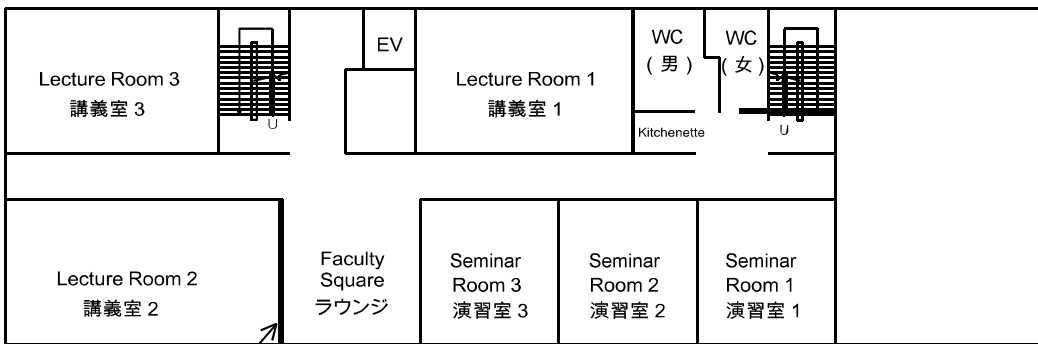 Lecture Room 3
講義室 3
U
EV
Lecture Room 1
講義室 1
WC
(男)
WC
(女)
Kitchenette
U
Lecture Room 2
講義室 2
Faculty
Square
ラウンジ
Seminar
Room 3
演習室 3
Seminar
Room 2
演習室 2
Seminar
Room 1
演習室 1